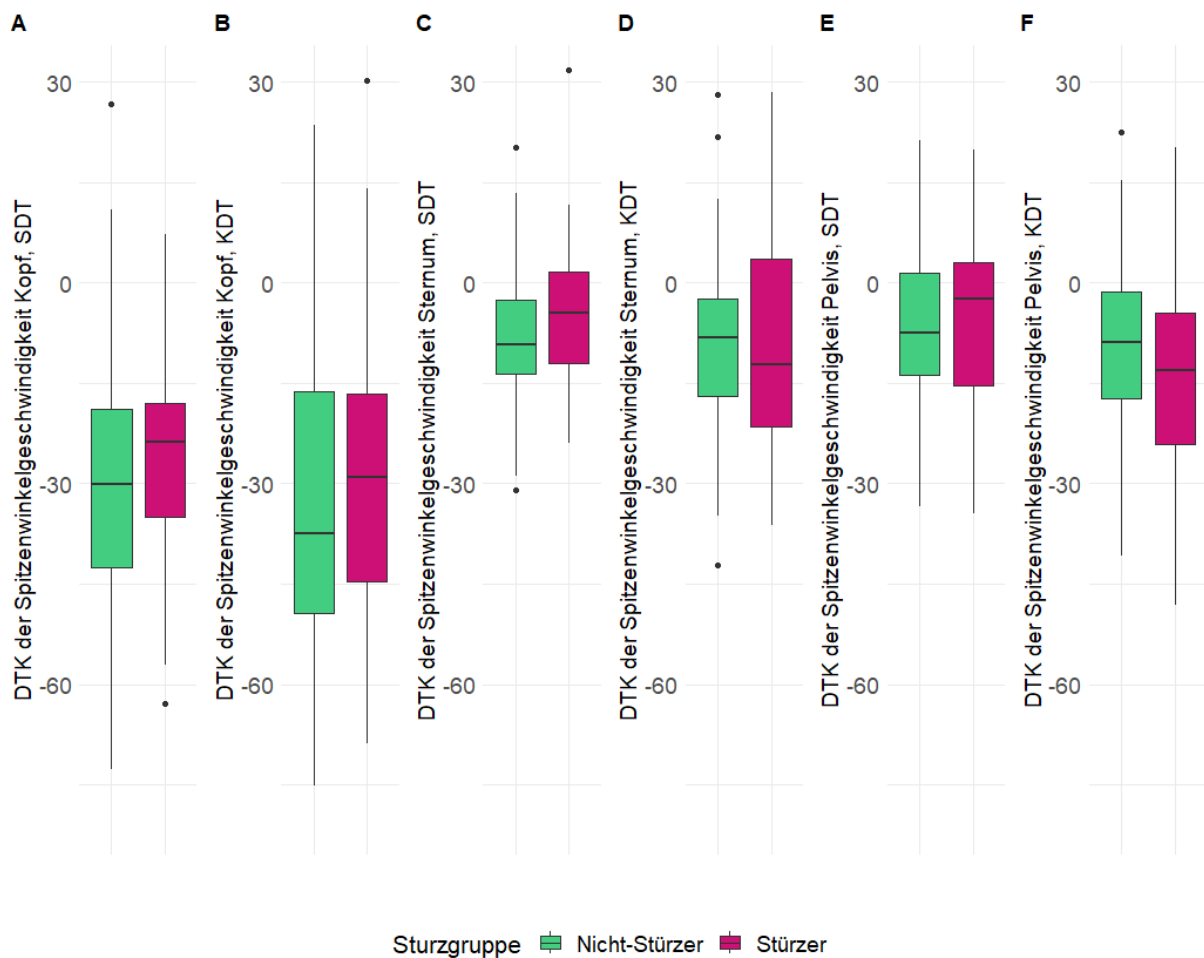 A
DTK der Spitzenwinkelgeschwindigkeit Kopf, SDT
30
0
-30
-60
B
DTK der Spitzenwinkelgeschwindigkeit Kopf, KDT
30
0
-30
-60
C
DTK der Spitzenwinkelgeschwindigkeit Sternum, SDT
30
0
-30
-60
D
DTK der Spitzenwinkelgeschwindigkeit Sternum, KDT
30
0
-30
-60
E
DTK der Spitzenwinkelgeschwindigkeit Pelvis, SDT
30
0
-30
-60
F
DTK der Spitzenwinkelgeschwindigkeit Pelvis, KDT
30
0
-30
-60
Sturzgruppe Nicht-Stürzer Stürzer